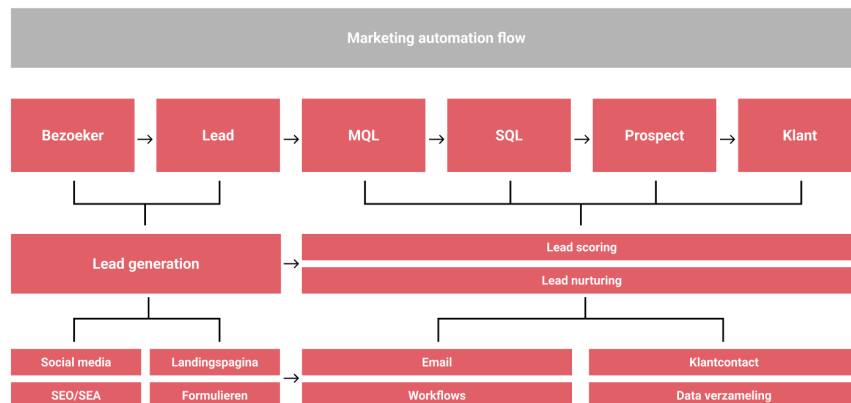 Marketing automation flow
Bezoeker
Lead
MQL
SQL
Prospect
Klant
Lead generation
Lead scoring
Lead nurturing
Social media
Landingspagina
Email
Klantcontact
SEO/SEA
Formulieren
Workflows
Data verzameling